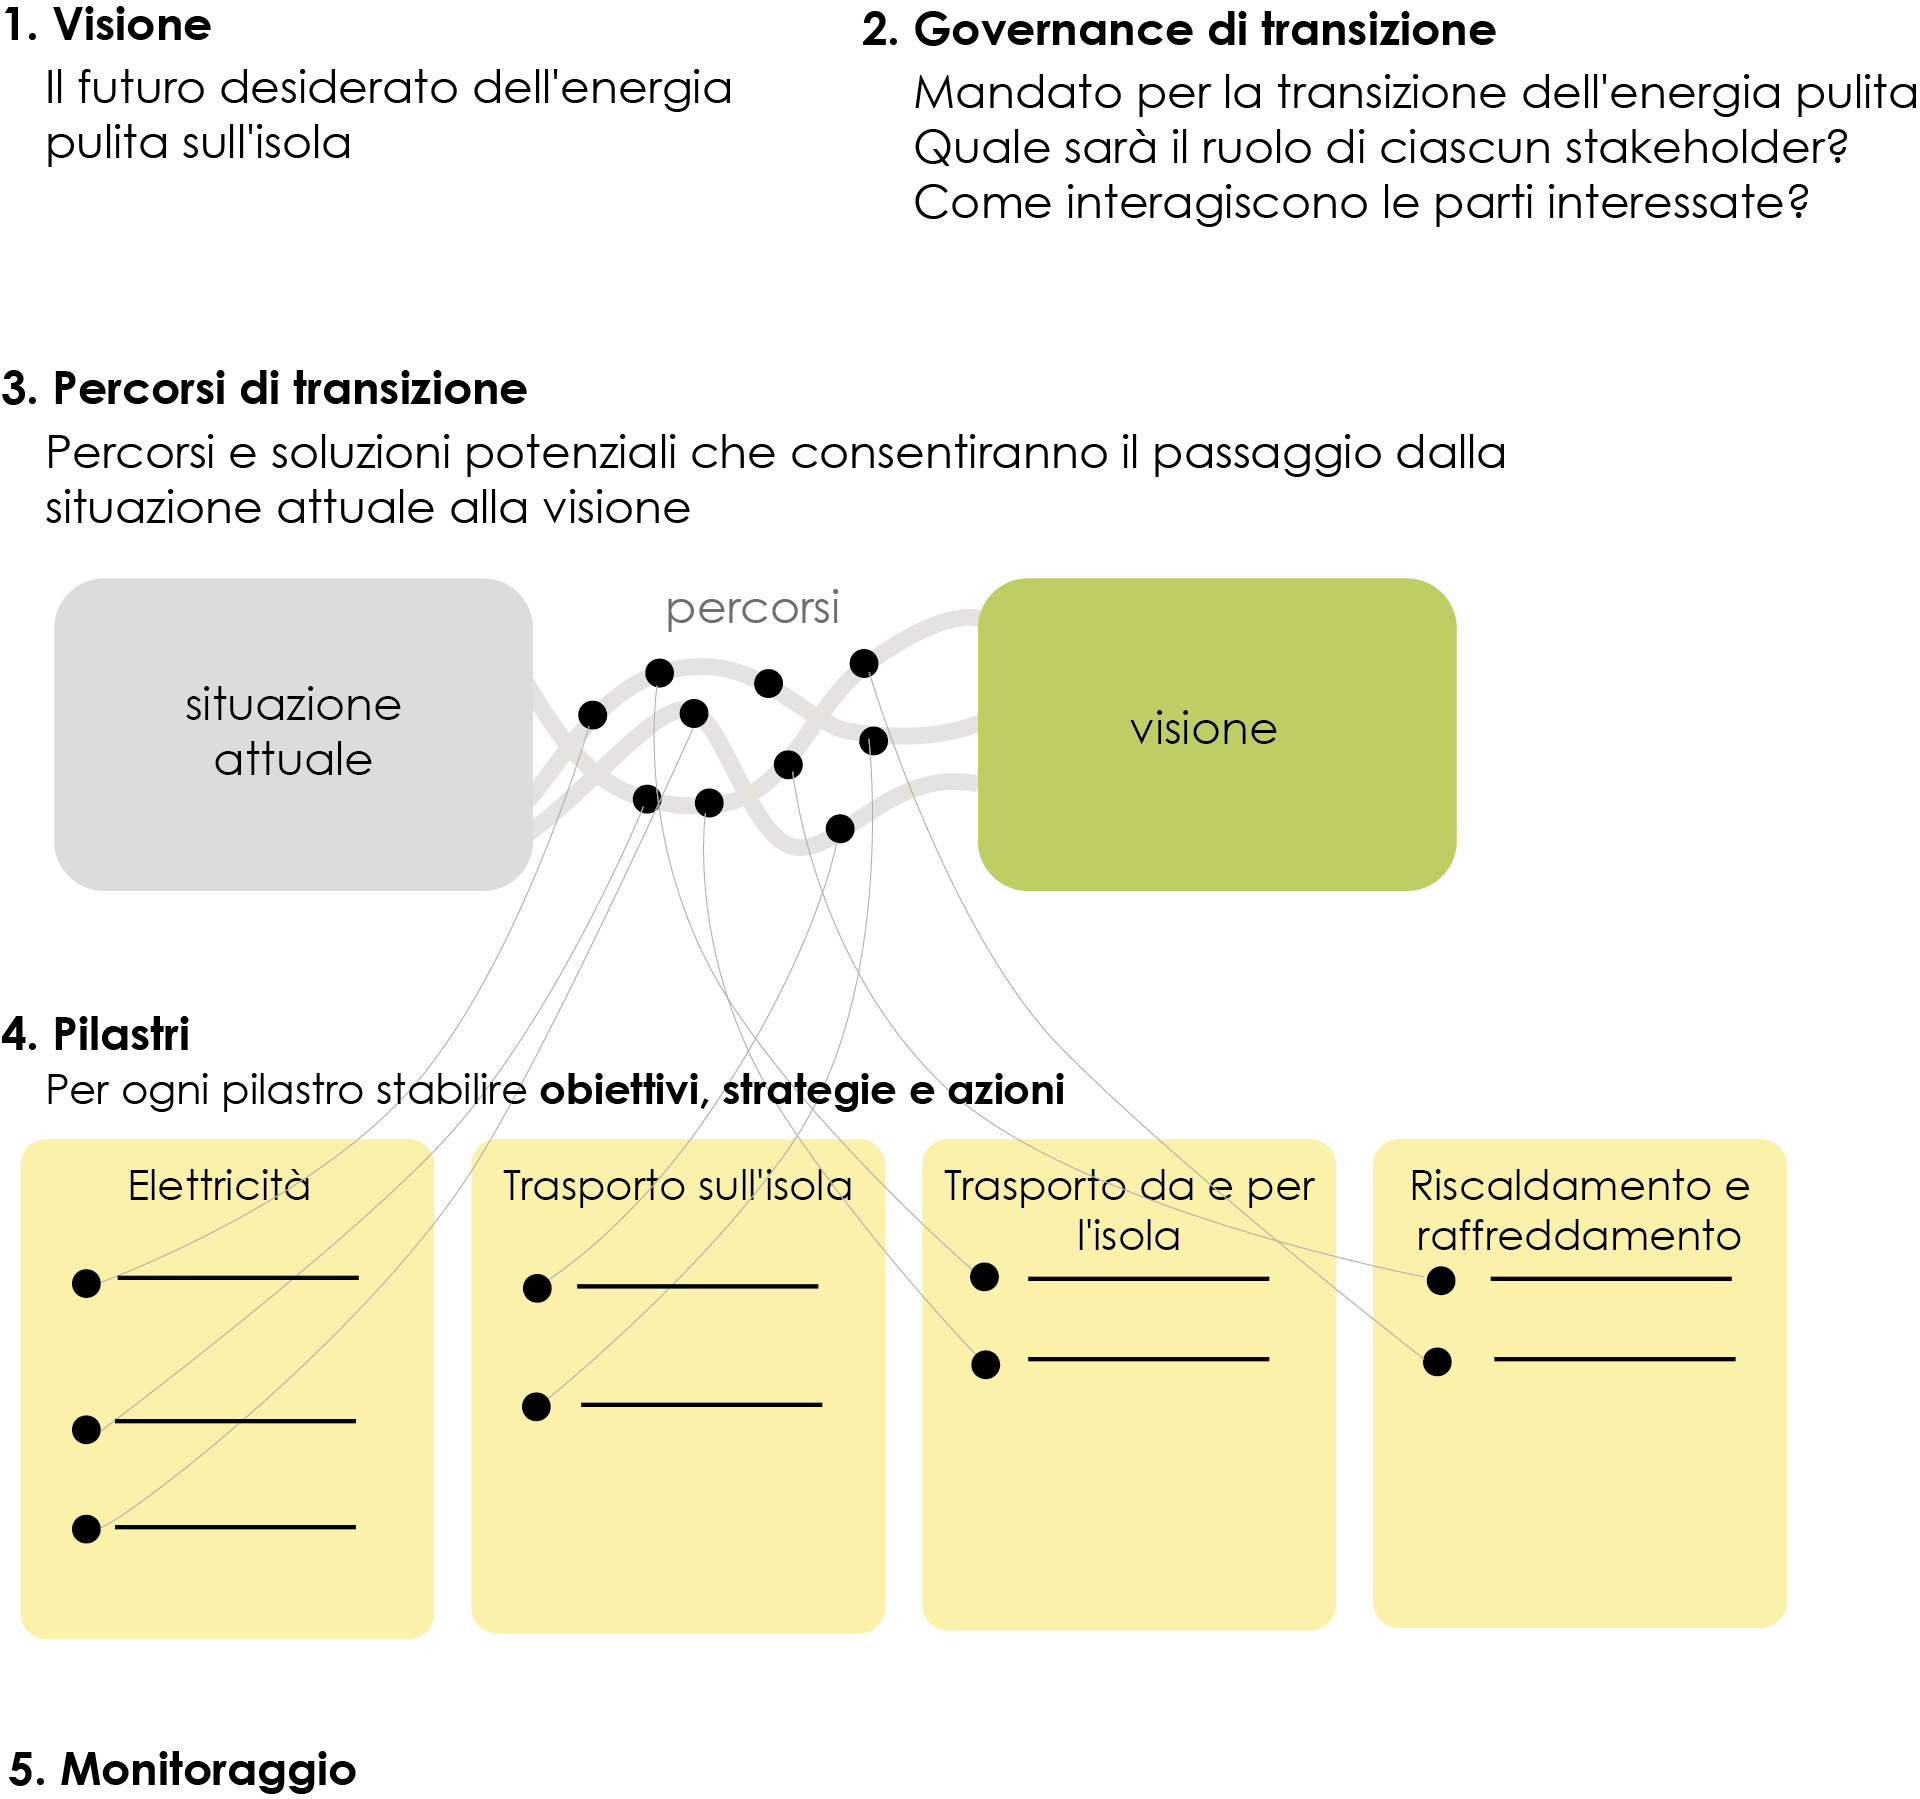 1. Visione
Il futuro desiderato dell'energia
pulita sull'isola
2. Governance di transizione
Mandato per la transizione dell'energia pulita
Quale sarà il ruolo di ciascun stakeholder?
Come interagiscono le parti interessate?
3. Percorsi di transizione
Percorsi e soluzioni potenziali che consentiranno il passaggio dalla
situazione attuale alla visione
percorsi
situazione
attuale
visione
4. Pilastri
Per ogni pilastro stabilire obiettivi, strategie e azioni
Elettricità
Trasporto sull'isola
Trasporto da e per
l'isola
Riscaldamento e
raffreddamento
5. Monitoraggio